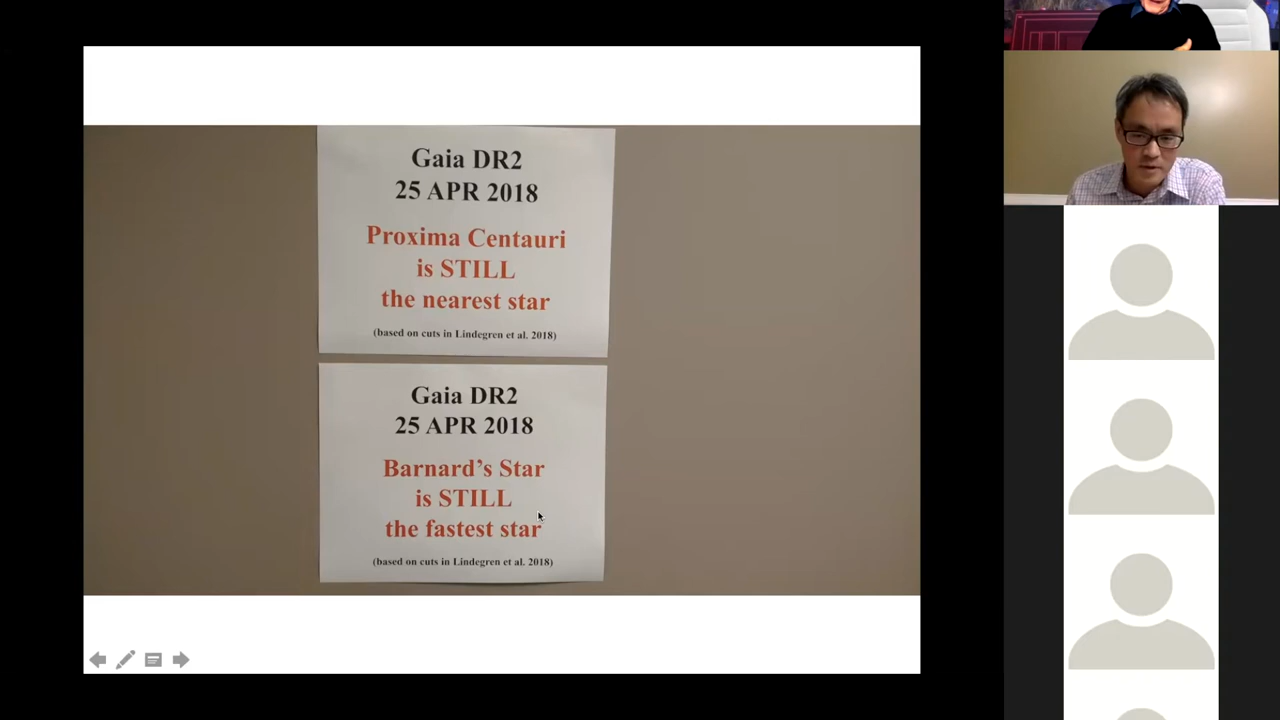 Gaia DR2
25 APR 2018
Proxima Centauri
is STILL
the nearest star
(based on cuts in Lindegren et al. 2018)
Gaia DR2
25 APR 2018
Barnard's Star
is STILL
the fastest star
(based on cuts in Lindegren et al. 2018)